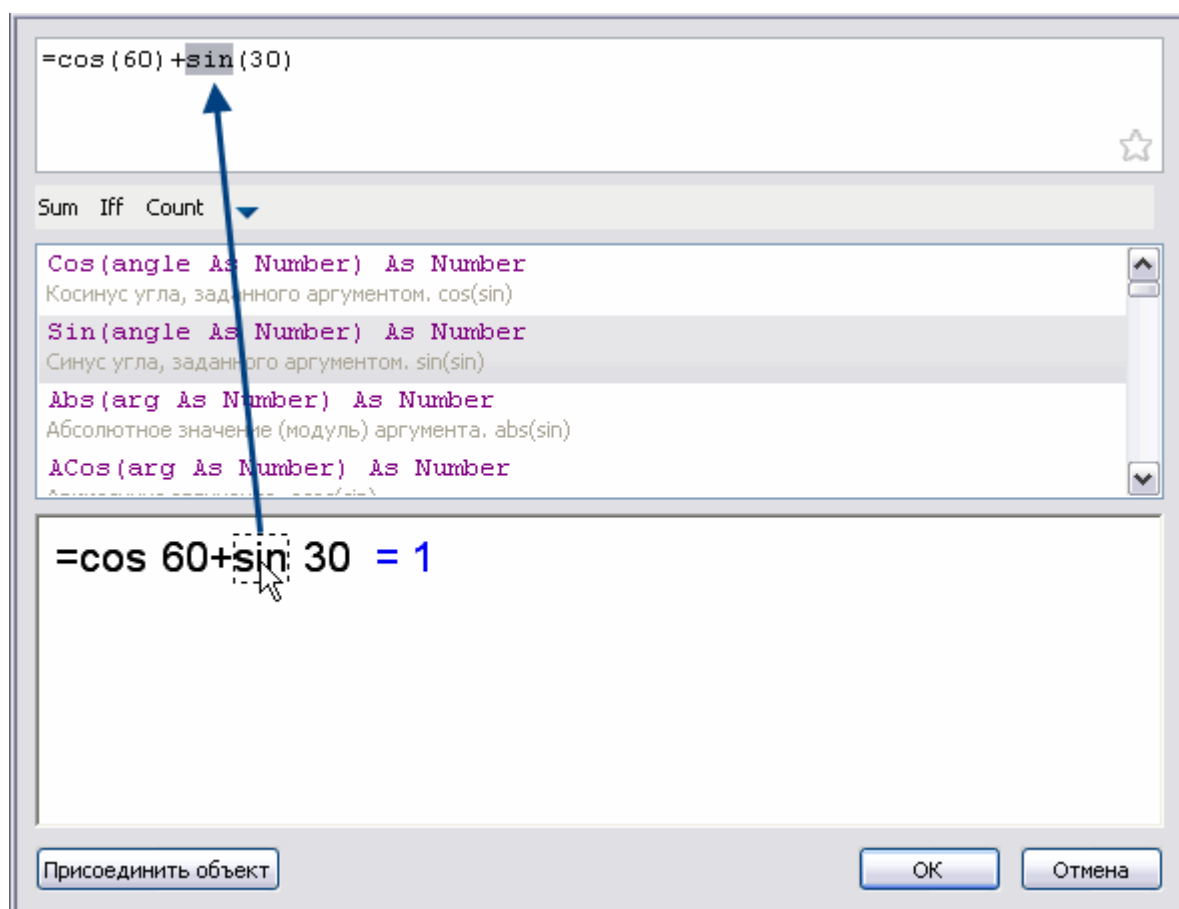 =cos(60)+sin(30)
Sum Iff Count
Cos(angle As Number) As Number
Косинус угла, заданного аргументом. cos(sin)
Sin(angle As Number) As Number
Синус угла, заданного аргументом. sin(sin)
Abs(arg As Number) As Number
Абсолютное значение (модуль) аргумента. abs(sin)
ACos(arg As Number) As Number
=cos 60+sin 30 = 1
Присоединить объект
ОК
Отмена